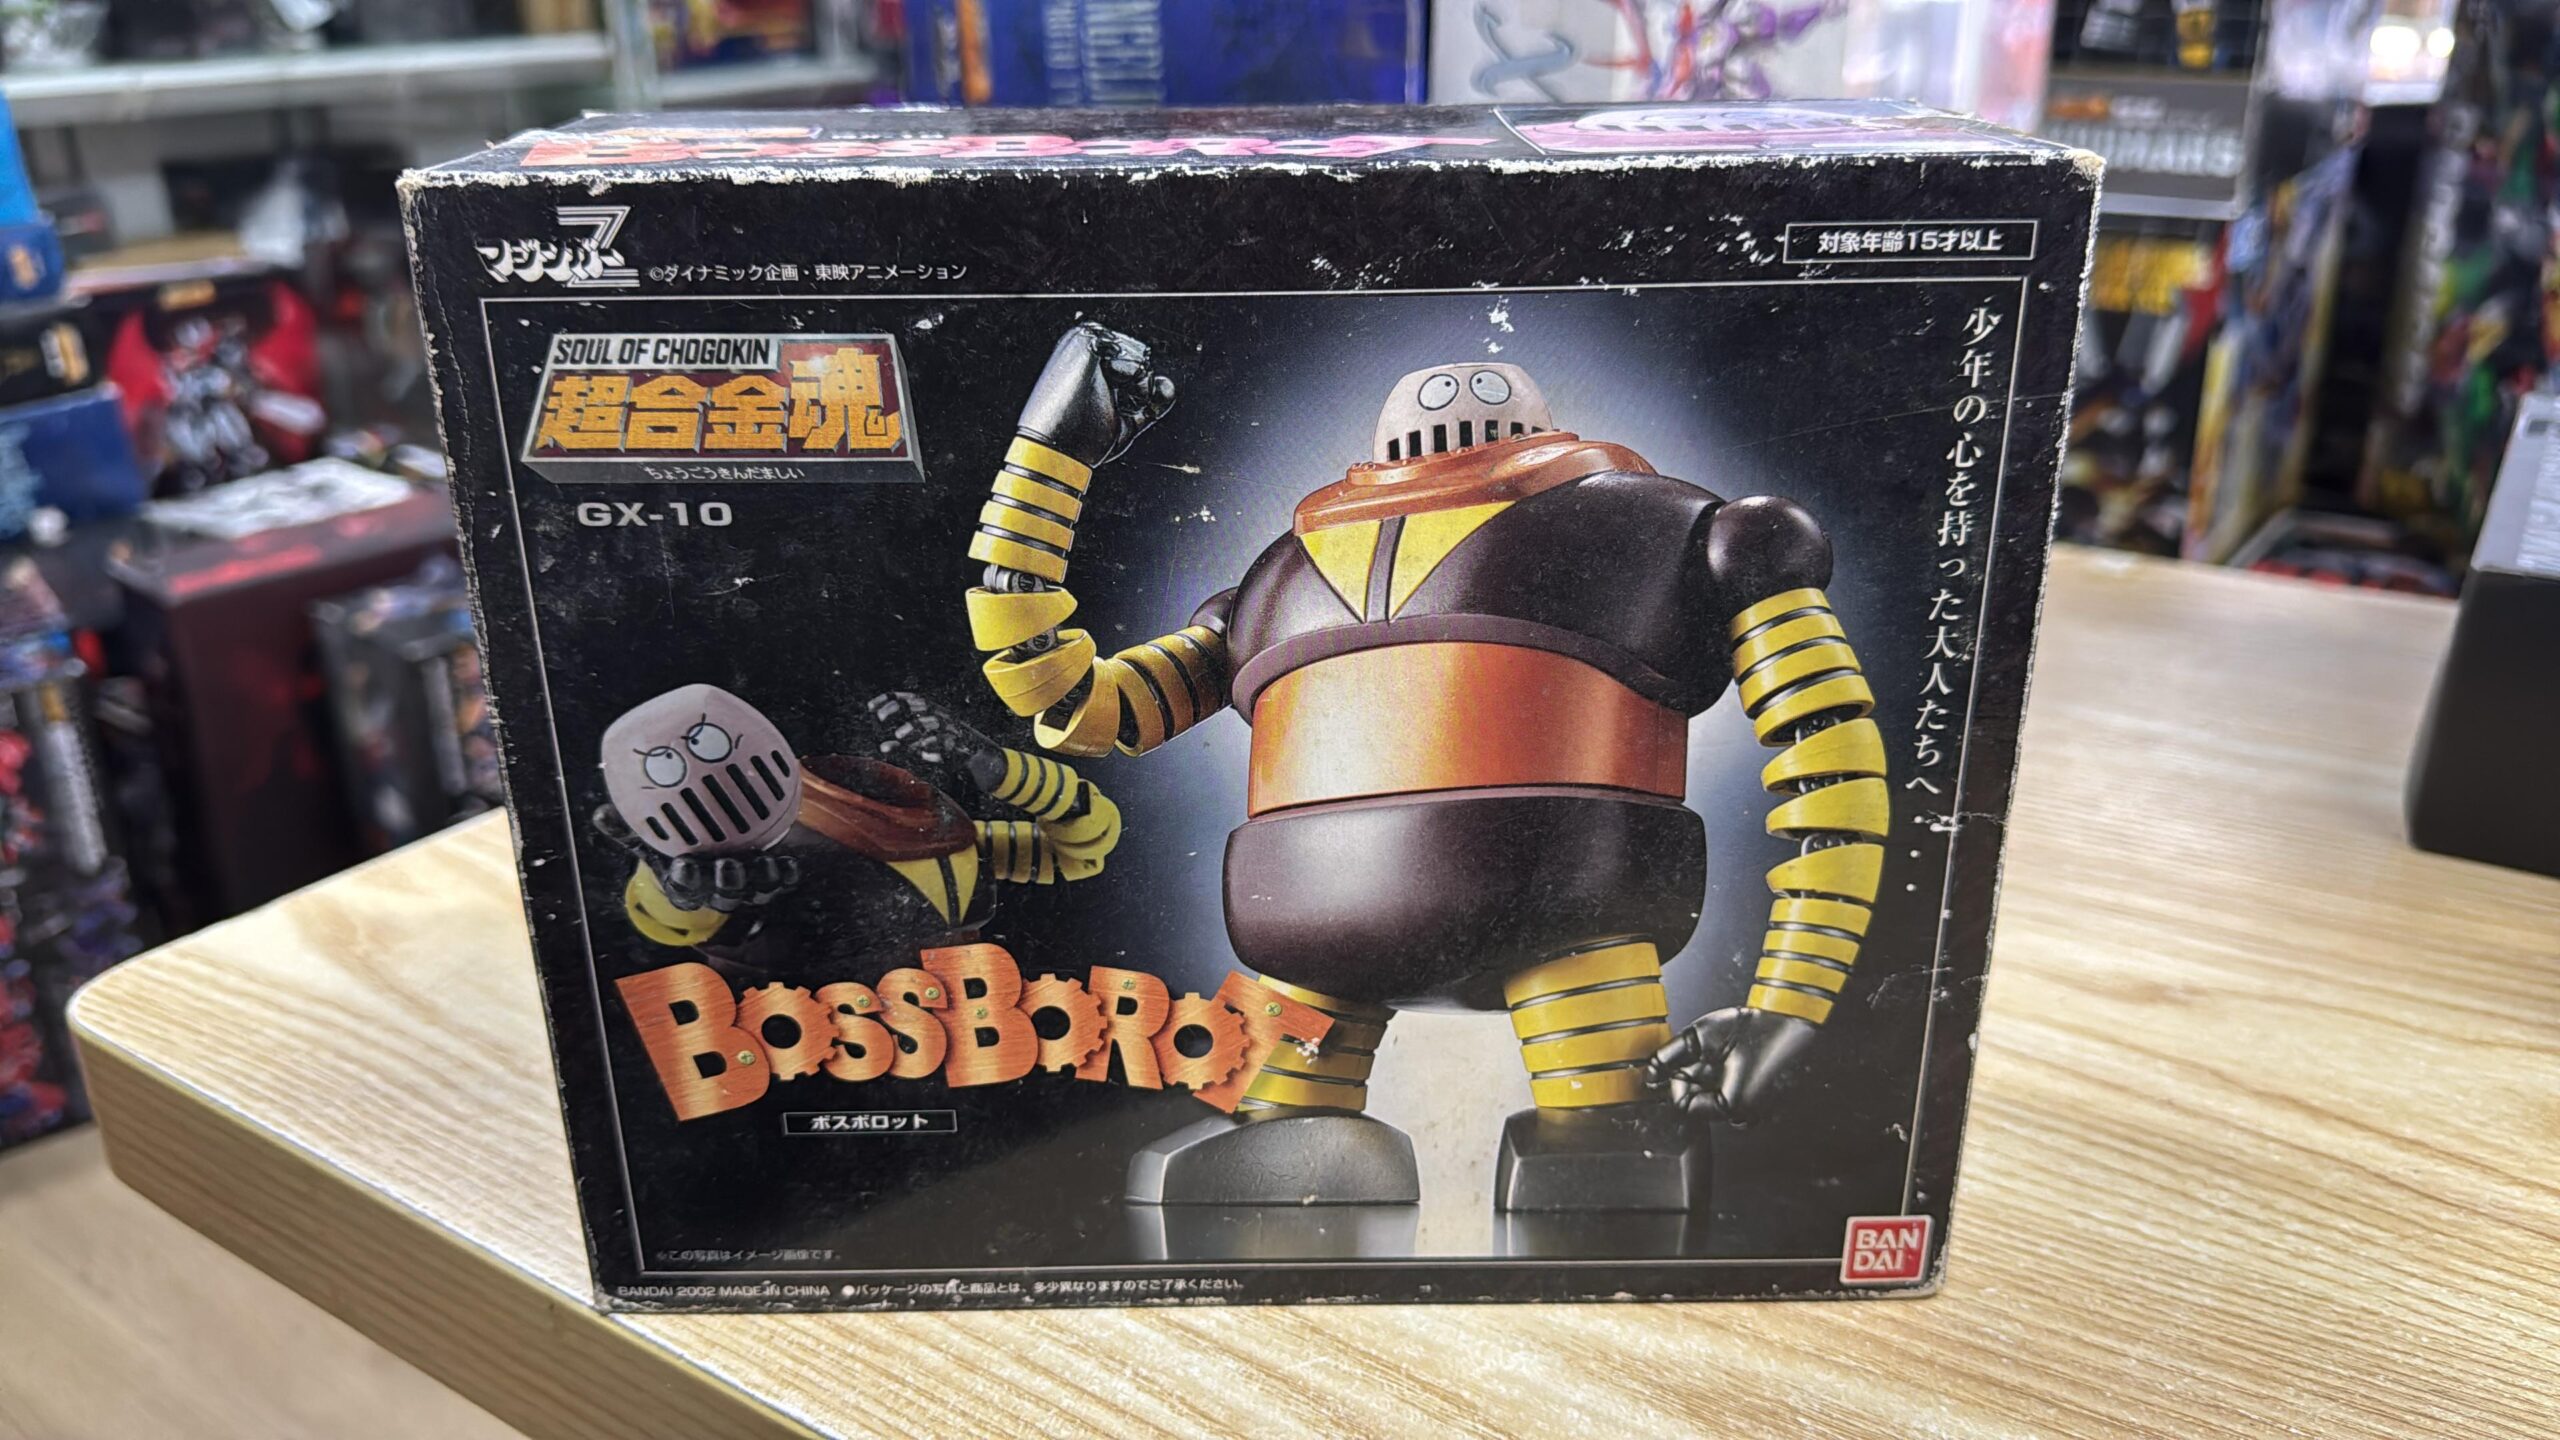 BOSSBOROT
マジンガーZ
©ダイナミック企画・東映アニメーション
対象年齢15才以上
SOUL OF CHOGOKIN
超合金魂
ちょうごうきんだましい
GX-10
少年の心を持った大人たちへ・・・
BOSSBOROT
ボスボロット
※この写真はイメージ画像です。
BANDAI 2002 MADE IN CHINA ●パッケージの写真と商品とは、多少異なりますのでご了承ください。
BAN
DAI